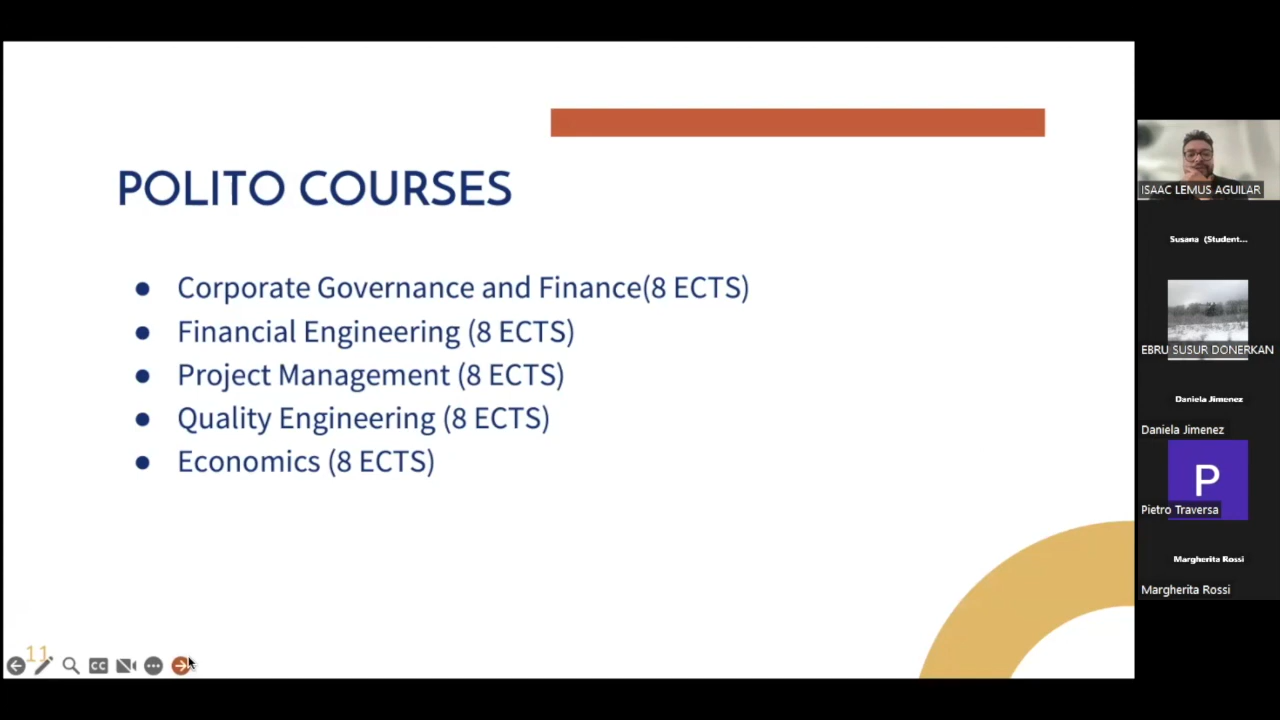 POLITO COURSES
● Corporate Governance and Finance(8 ECTS)
● Financial Engineering (8 ECTS)
● Project Management (8 ECTS)
● Quality Engineering (8 ECTS)
● Economics (8 ECTS)
11
CC
ISAAC LEMUS AGUILAR
Susana (Student...
EBRU SUSUR DONERKAN
Daniela Jimenez
Daniela Jimenez
P
Pietro Traversa
Margherita Rossi
Margherita Rossi